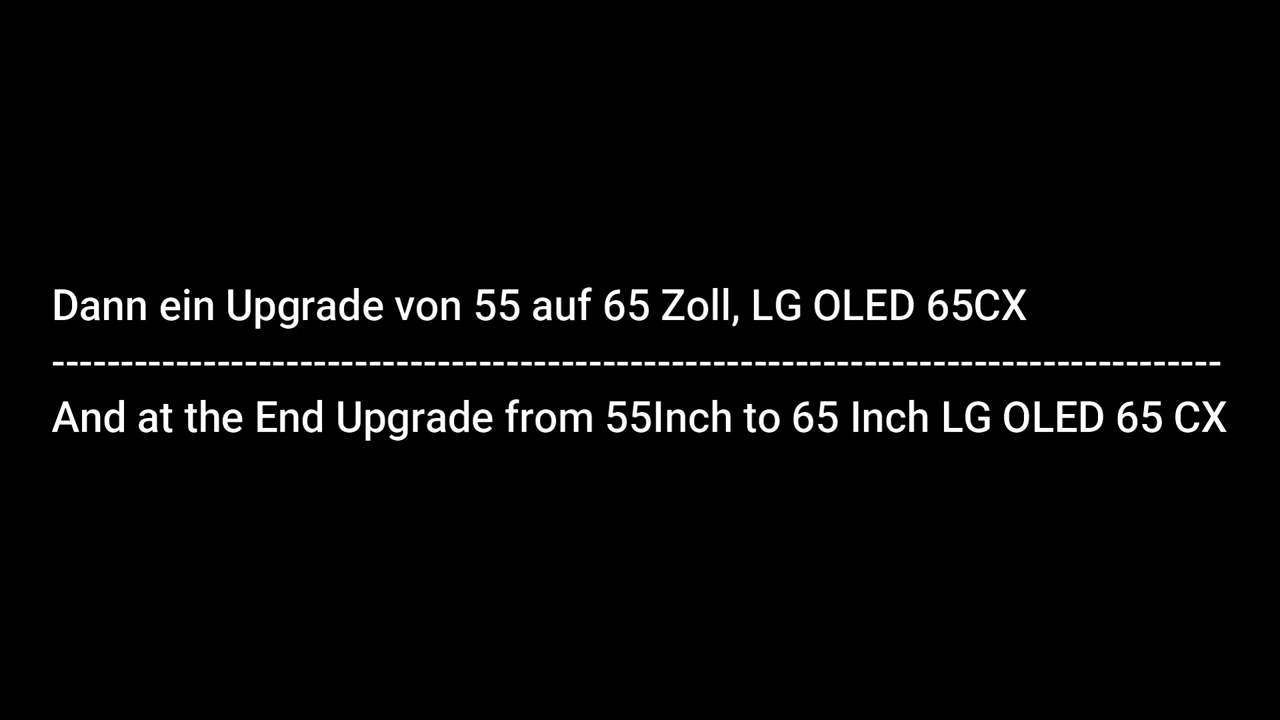 Dann ein Upgrade von 55 auf 65 Zoll, LG OLED 65CX
-------------------------------------------------------------------------------------
And at the End Upgrade from 55Inch to 65 Inch LG OLED 65 CX